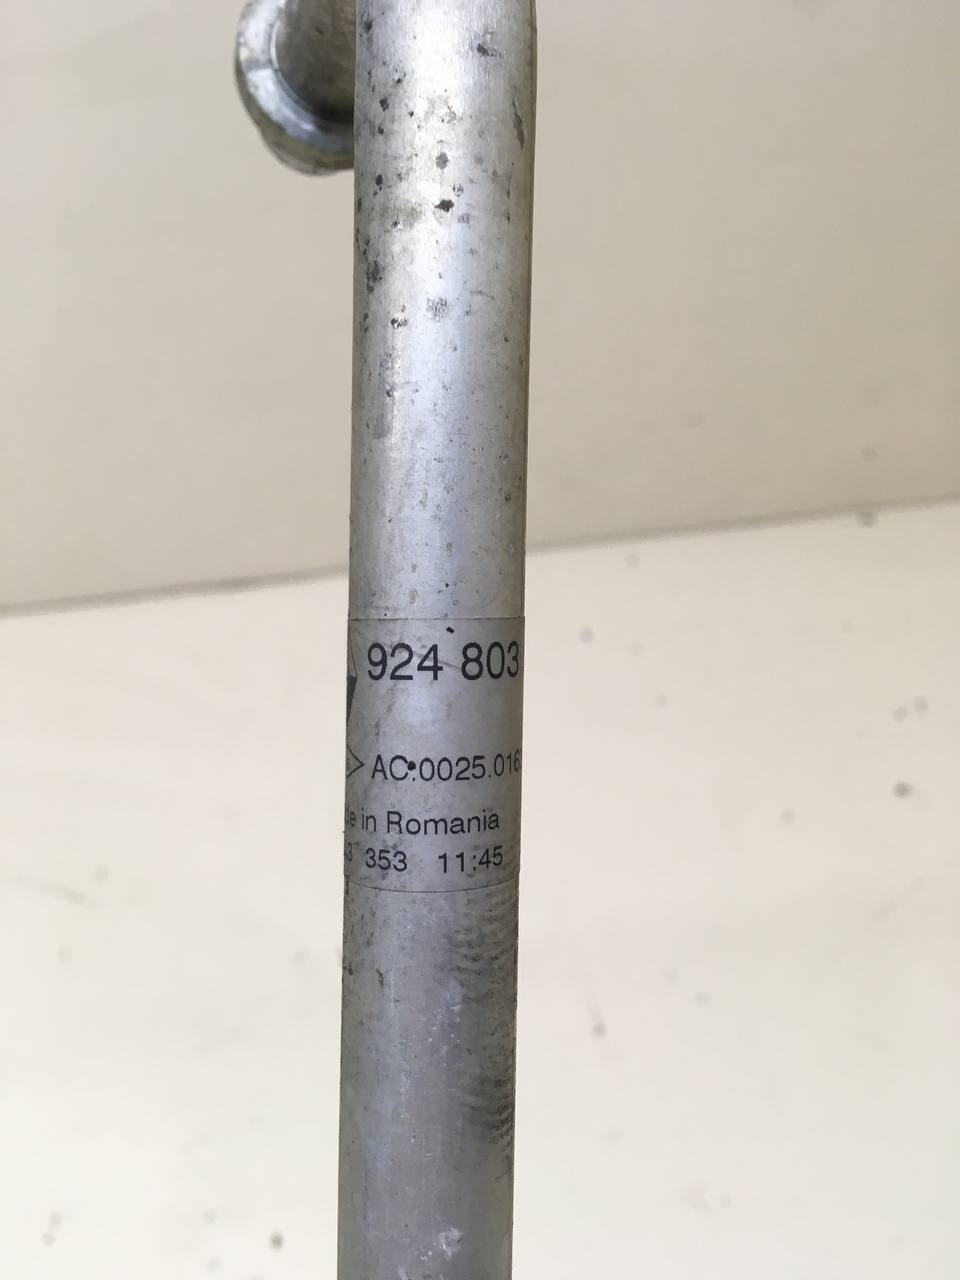 924 803
AC:0025.016
in Romania
353 11:45